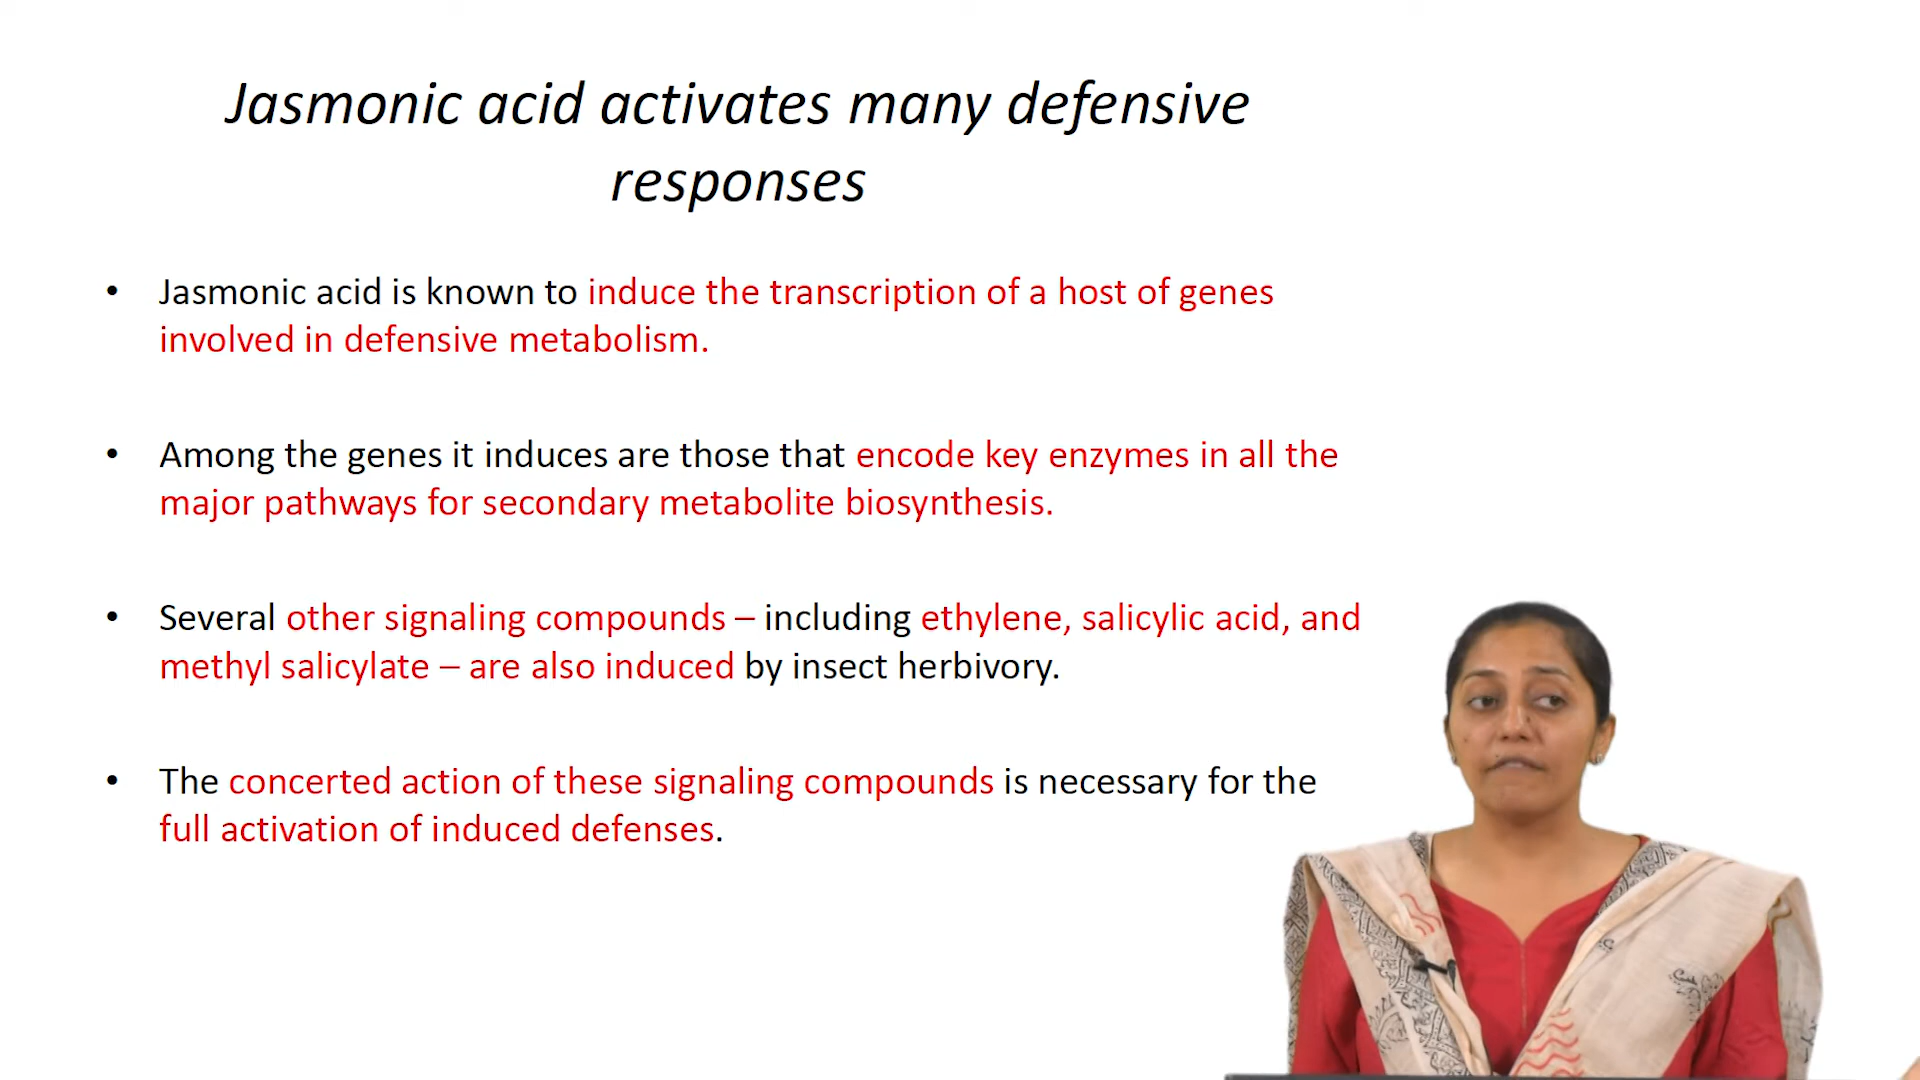 Jasmonic acid activates many defensive
responses
• Jasmonic acid is known to induce the transcription of a host of genes
involved in defensive metabolism.
• Among the genes it induces are those that encode key enzymes in all the
major pathways for secondary metabolite biosynthesis.
• Several other signaling compounds – including ethylene, salicylic acid, and
methyl salicylate – are also induced by insect herbivory.
• The concerted action of these signaling compounds is necessary for the
full activation of induced defenses.